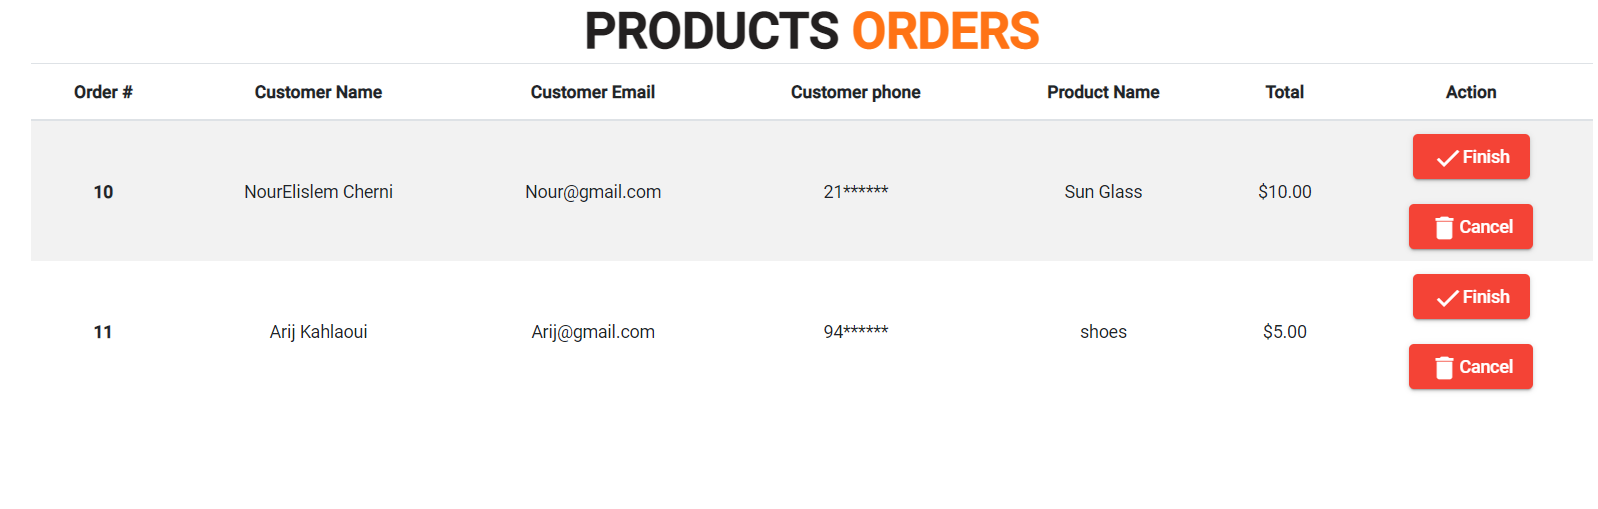 PRODUCTS ORDERS
Order # Customer Name Customer Email Customer phone Product Name Total Action
10 NourElislem Cherni Nour@gmail.com 21****** Sun Glass $10.00 Finish
Cancel
11 Arij Kahlaoui Arij@gmail.com 94****** shoes $5.00 Finish
Cancel